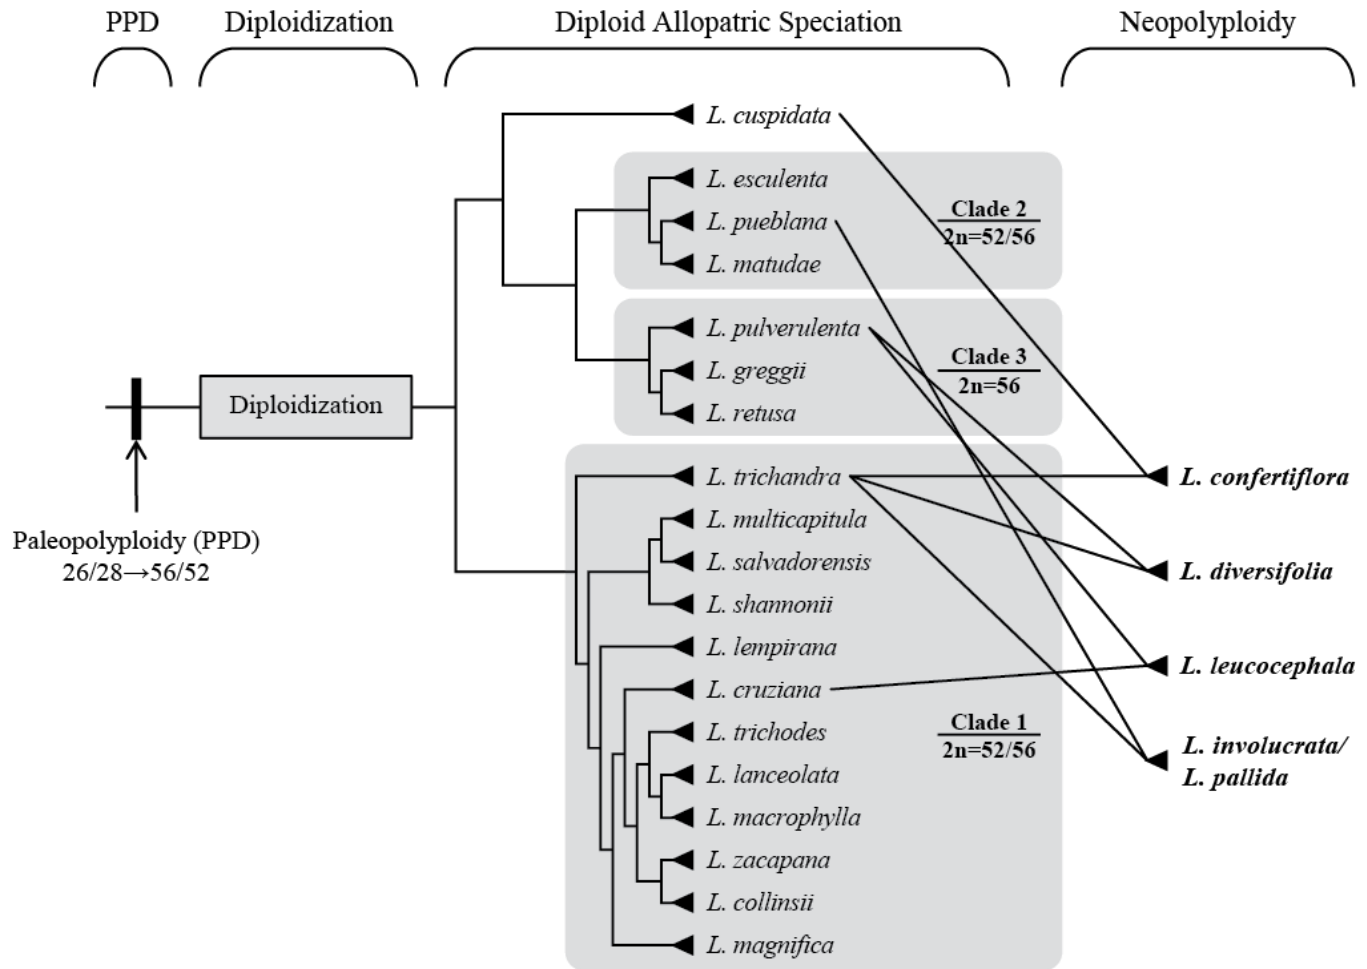 PPD
Diploidization
Diploid Allopatric Speciation
Neopolyploidy
L. cuspidata
L. esculenta
L. pueblana
L. matudae
Clade 2
2n=52/56
L. pulverulenta
L. greggii
L. retusa
Clade 3
2n=56
Diploidization
Paleopolyploidy (PPD)
26/28→56/52
L. trichandra
L. multicapitula
L. salvadorensis
L. shannonii
L. lempirana
L. cruziana
L. trichodes
L. lanceolata
L. macrophylla
L. zacapana
L. collinsii
L. magnifica
Clade 1
2n=52/56
L. confertiflora
L. diversifolia
L. leucocephala
L. involucrata/
L. pallida